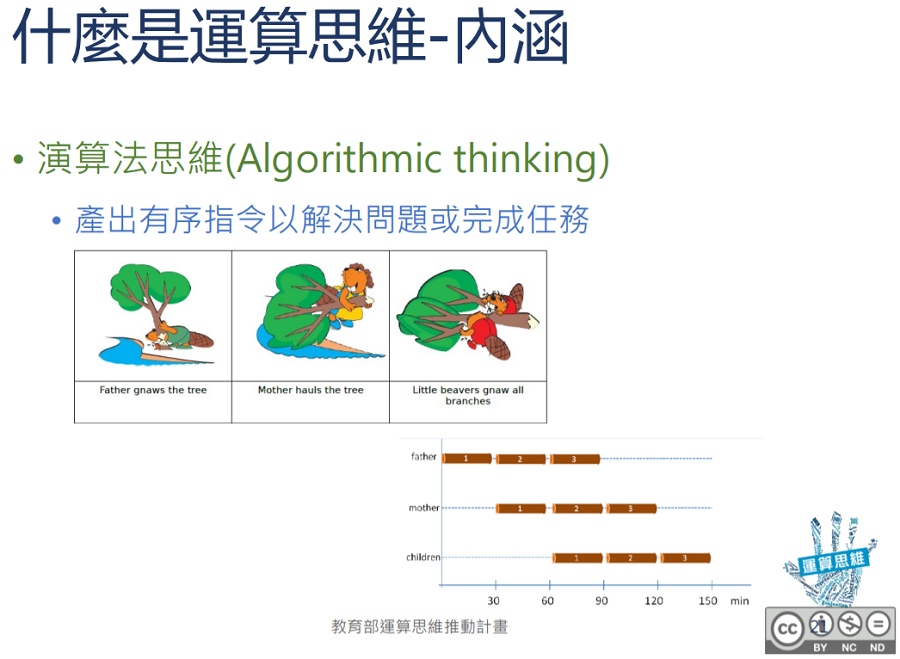 什麼是運算思維-內涵
• 演算法思維(Algorithmic thinking)
• 產出有序指令以解決問題或完成任務
Father gnaws the tree
Mother hauls the tree
Little beavers gnaw all
branches
father
1 2 3
mother
1 2 3
children
1 2 3
30 60 90 120 150 min
運算思維
教育部運算思維推動計畫
21
cc
BY NC ND